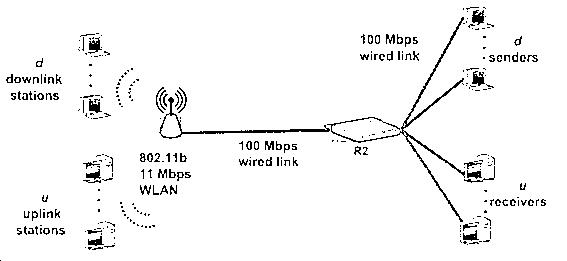 d
downlink
stations
802.11b
11 Mbps
WLAN
u
uplink
stations
100 Mbps
wired link
R2
100 Mbps
wired link
d
senders
u
receivers